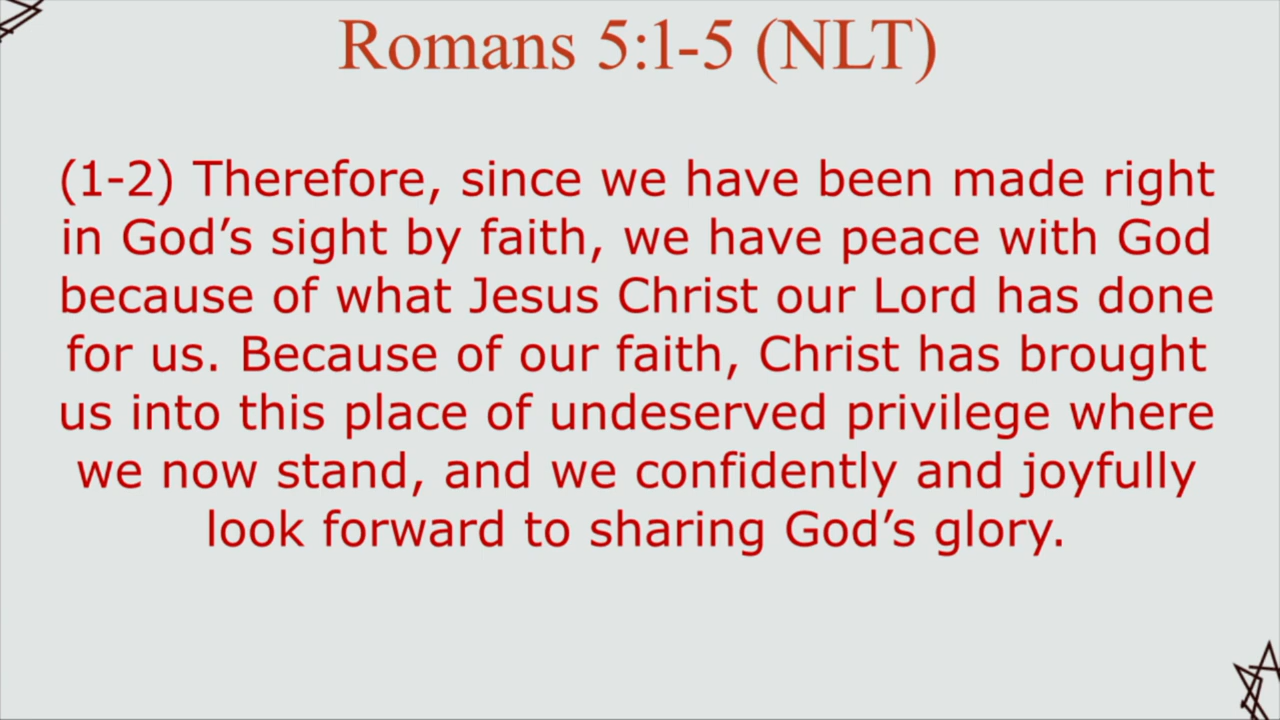 Romans 5:1-5 (NLT)
(1-2) Therefore, since we have been made right
in God’s sight by faith, we have peace with God
because of what Jesus Christ our Lord has done
for us. Because of our faith, Christ has brought
us into this place of undeserved privilege where
we now stand, and we confidently and joyfully
look forward to sharing God’s glory.